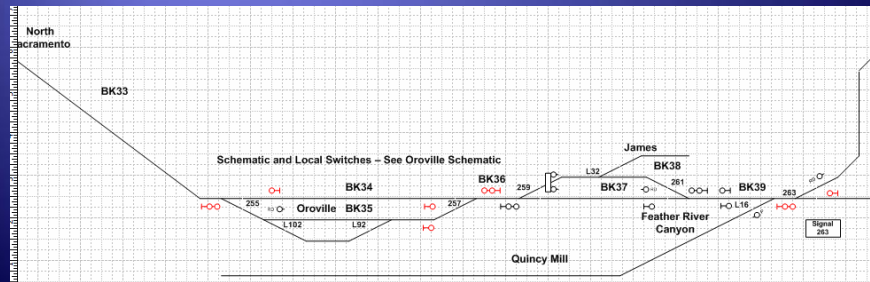 North
Sacramento
BK33
Schematic and Local Switches – See Oroville Schematic
James
BK38
L32
BK36
BK34
259
BK37
261
BK39
263
255
Oroville BK35
257
L16
L102
L92
Feather River
Canyon
Signal
263
Quincy Mill